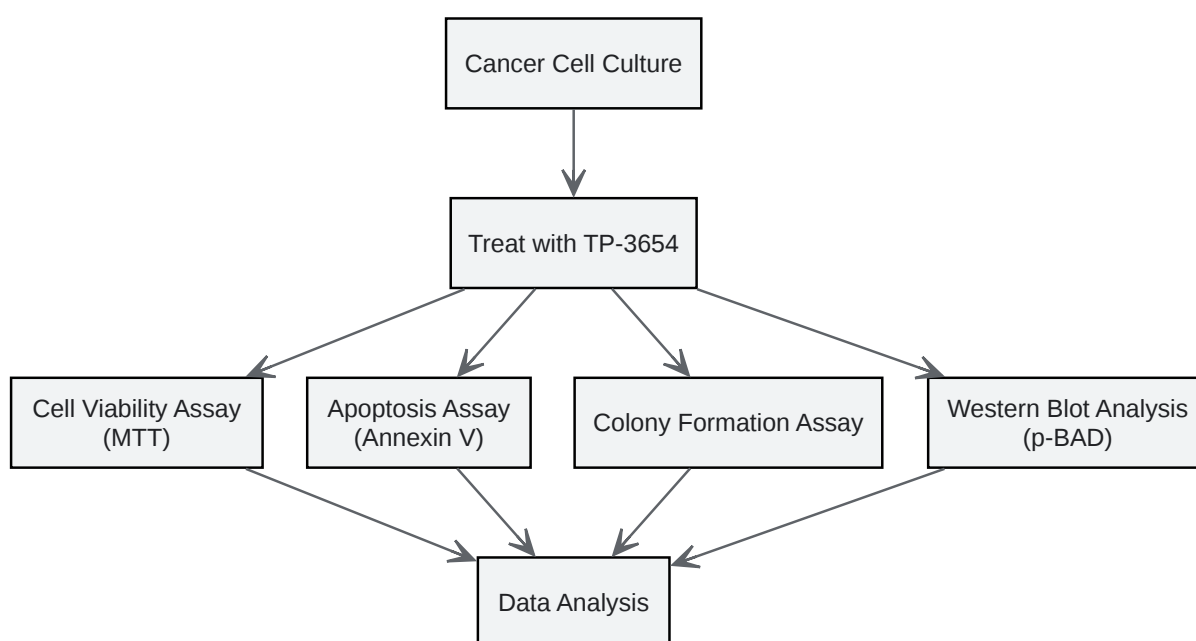 Cancer Cell Culture
Treat with TP-3654
Cell Viability Assay
(MTT)
Apoptosis Assay
(Annexin V)
Colony Formation Assay
Western Blot Analysis
(p-BAD)
Data Analysis